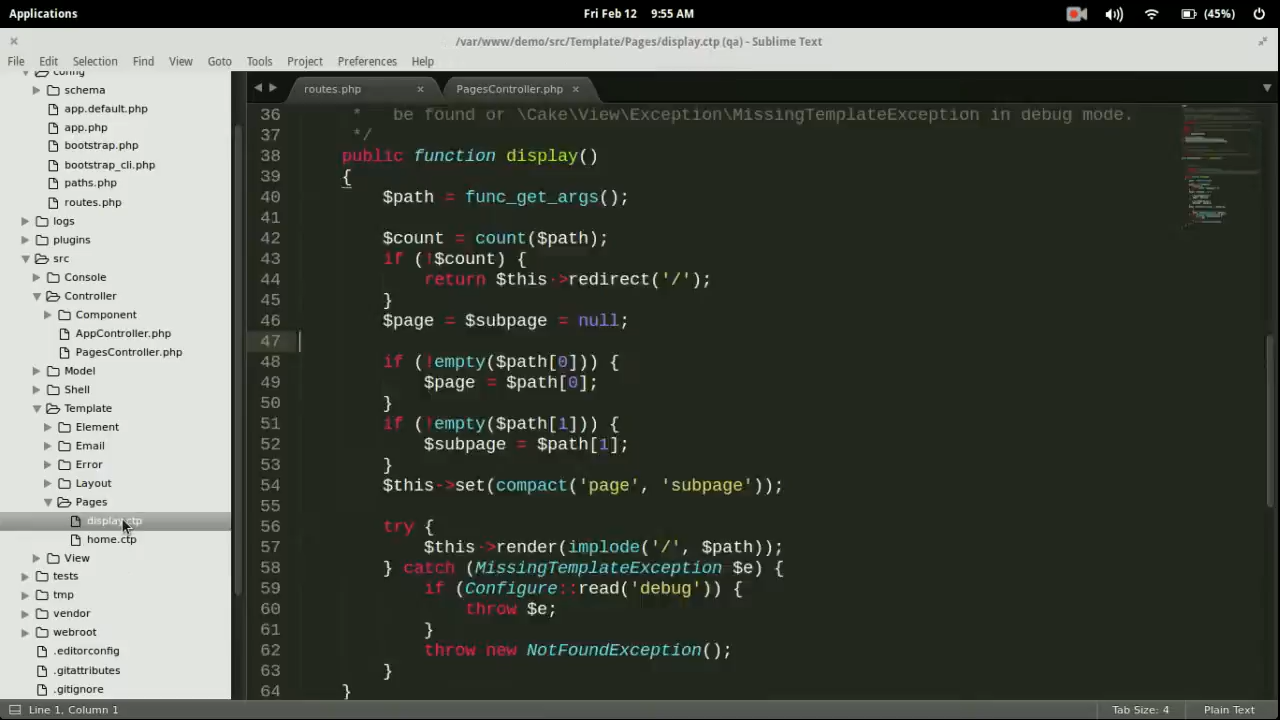 Applications
Fri Feb 12 9:55 AM
(45%)
/var/www/demo/src/Template/Pages/display.ctp (qa) - Sublime Text
File Edit Selection Find View Goto Tools Project Preferences Help
config
schema
app.default.php
app.php
bootstrap.php
bootstrap_cli.php
paths.php
routes.php
logs
plugins
src
Console
Controller
Component
AppController.php
PagesController.php
Model
Shell
Template
Element
Email
Error
Layout
Pages
display.ctp
home.ctp
View
tests
tmp
vendor
webroot
.editorconfig
.gitattributes
.gitignore
routes.php
PagesController.php
36 * be found or \Cake\View\Exception\MissingTemplateException in debug mode.
37 */
38 public function display()
39 {
40 $path = func_get_args();
41
42 $count = count($path);
43 if (!$count) {
44 return $this->redirect('/');
45 }
46 $page = $subpage = null;
47
48 if (!empty($path[0])) {
49 $page = $path[0];
50 }
51 if (!empty($path[1])) {
52 $subpage = $path[1];
53 }
54 $this->set(compact('page', 'subpage'));
55
56 try {
57 $this->render(implode('/', $path));
58 } catch (MissingTemplateException $e) {
59 if (Configure::read('debug')) {
60 throw $e;
61 }
62 throw new NotFoundException();
63 }
64 }
Line 1, Column 1
Tab Size: 4
Plain Text